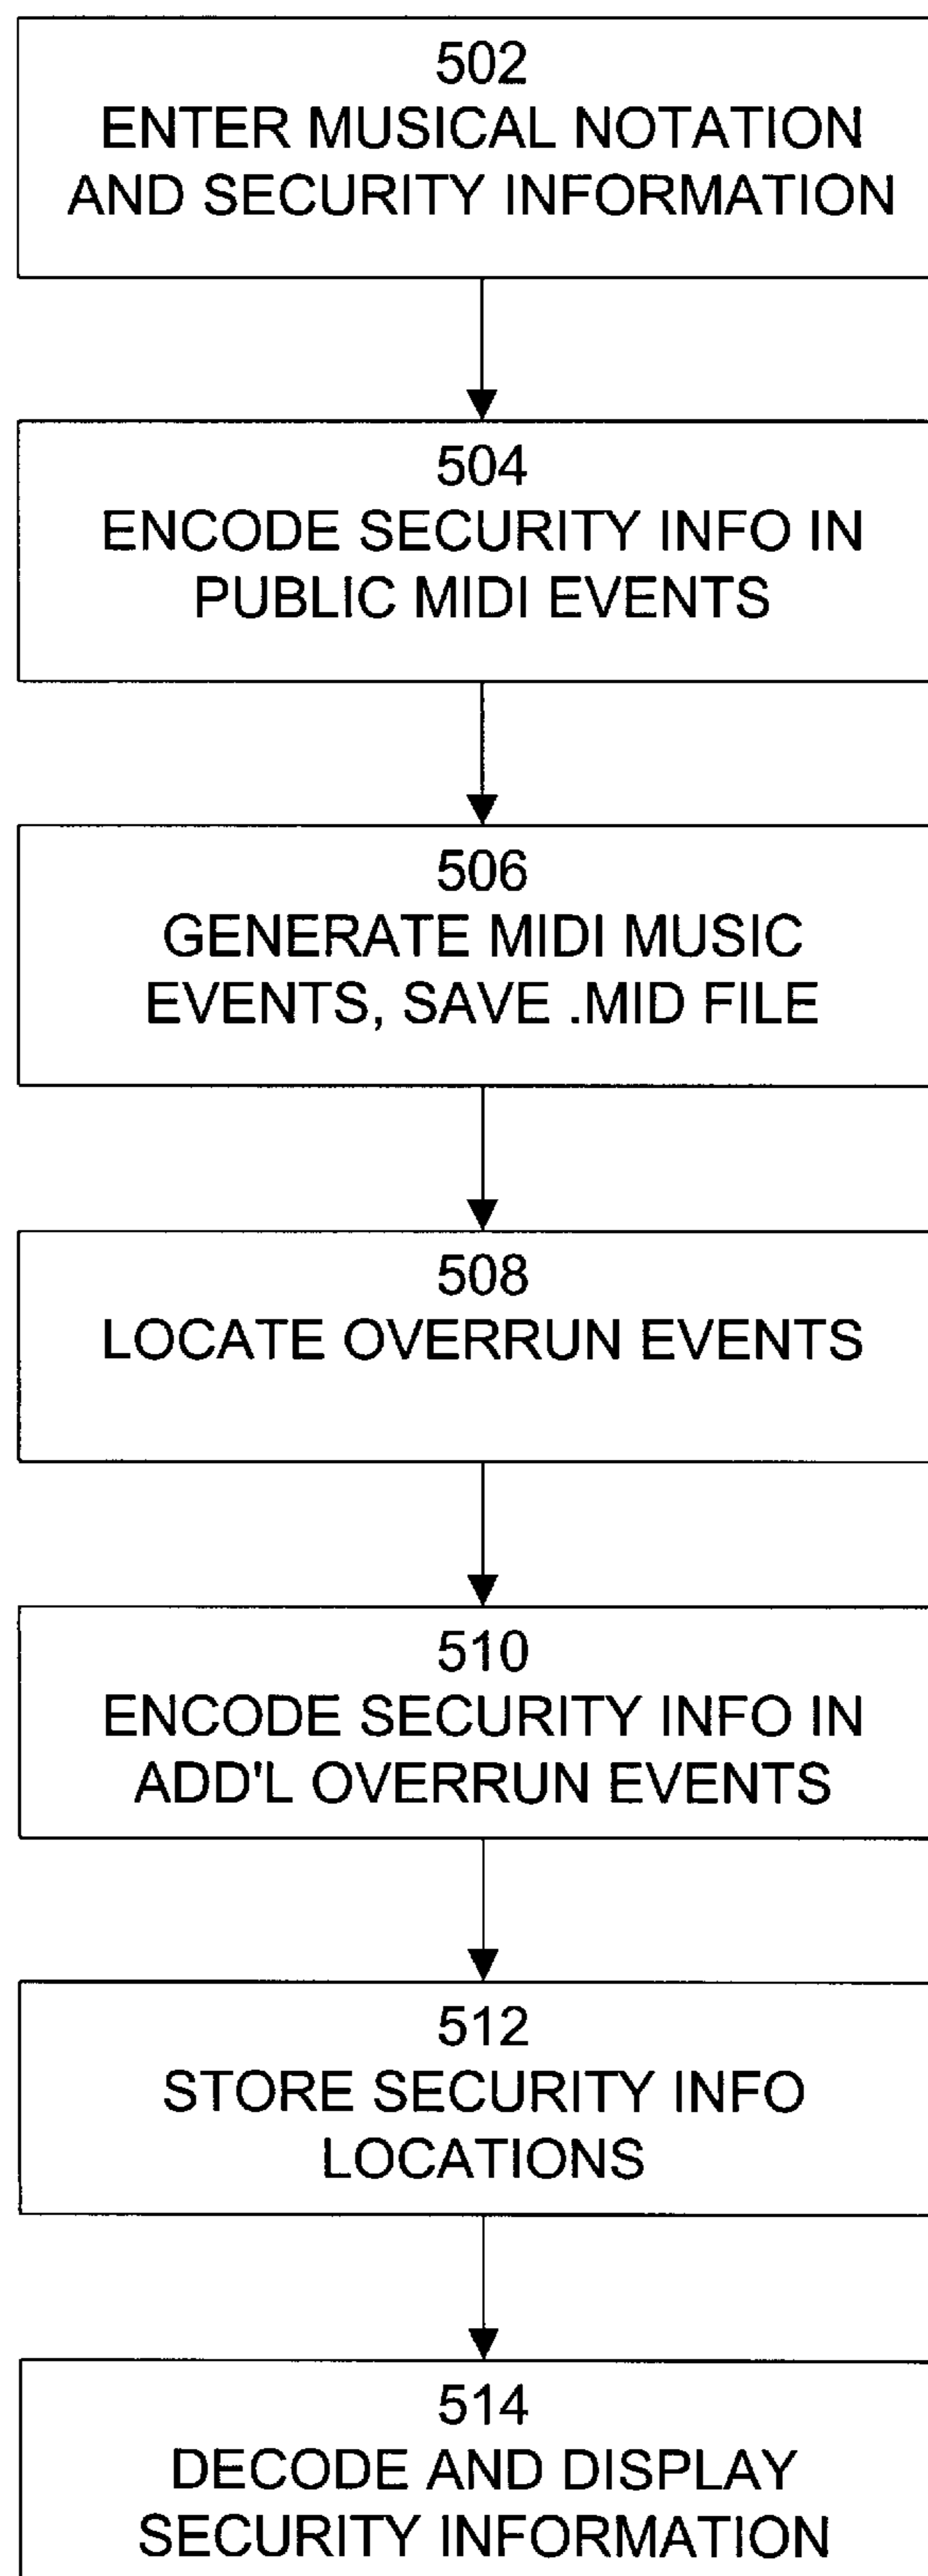 502
ENTER MUSICAL NOTATION
AND SECURITY INFORMATION
504
ENCODE SECURITY INFO IN
PUBLIC MIDI EVENTS
506
GENERATE MIDI MUSIC
EVENTS, SAVE .MID FILE
508
LOCATE OVERRUN EVENTS
510
ENCODE SECURITY INFO IN
ADD'L OVERRUN EVENTS
512
STORE SECURITY INFO
LOCATIONS
514
DECODE AND DISPLAY
SECURITY INFORMATION